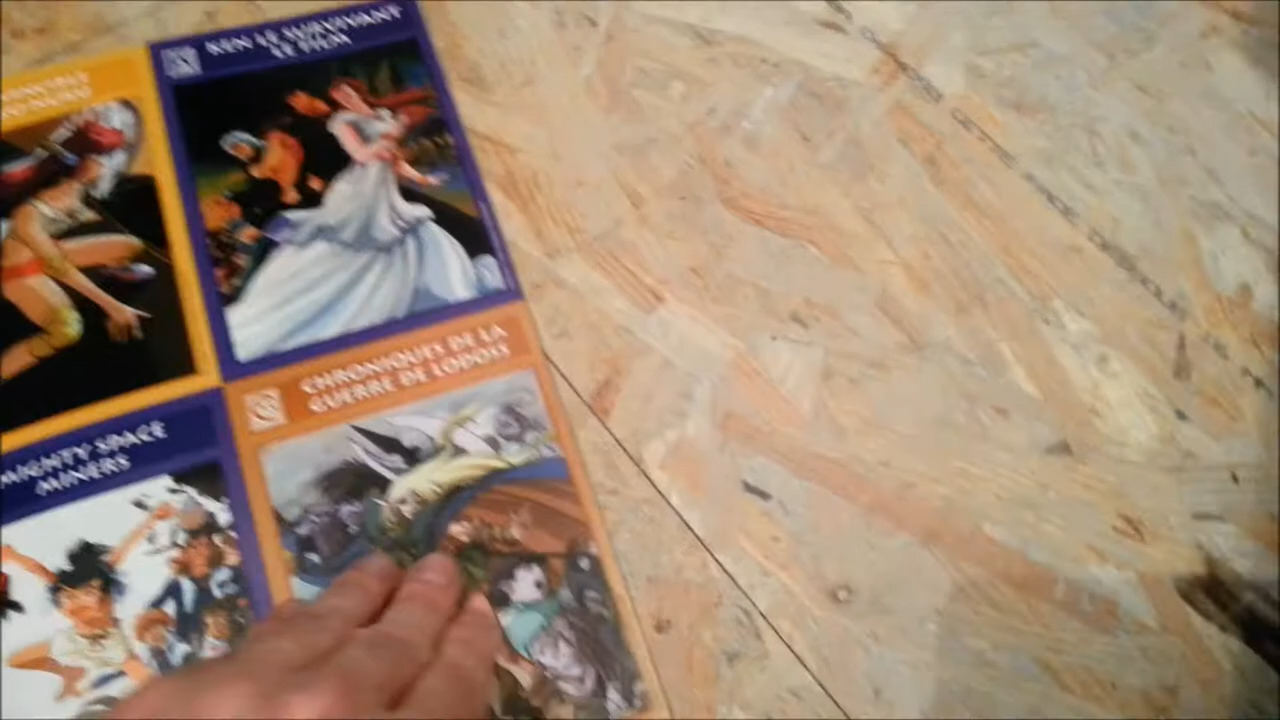 KEN LE SURVIVANT
LE FILM
CHRONIQUES DE LA
GUERRE DE LODOSS
MIGHTY SPACE
MINERS